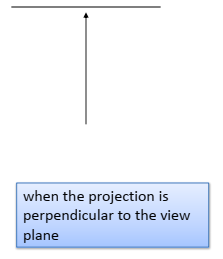 when the projection is
perpendicular to the view
plane